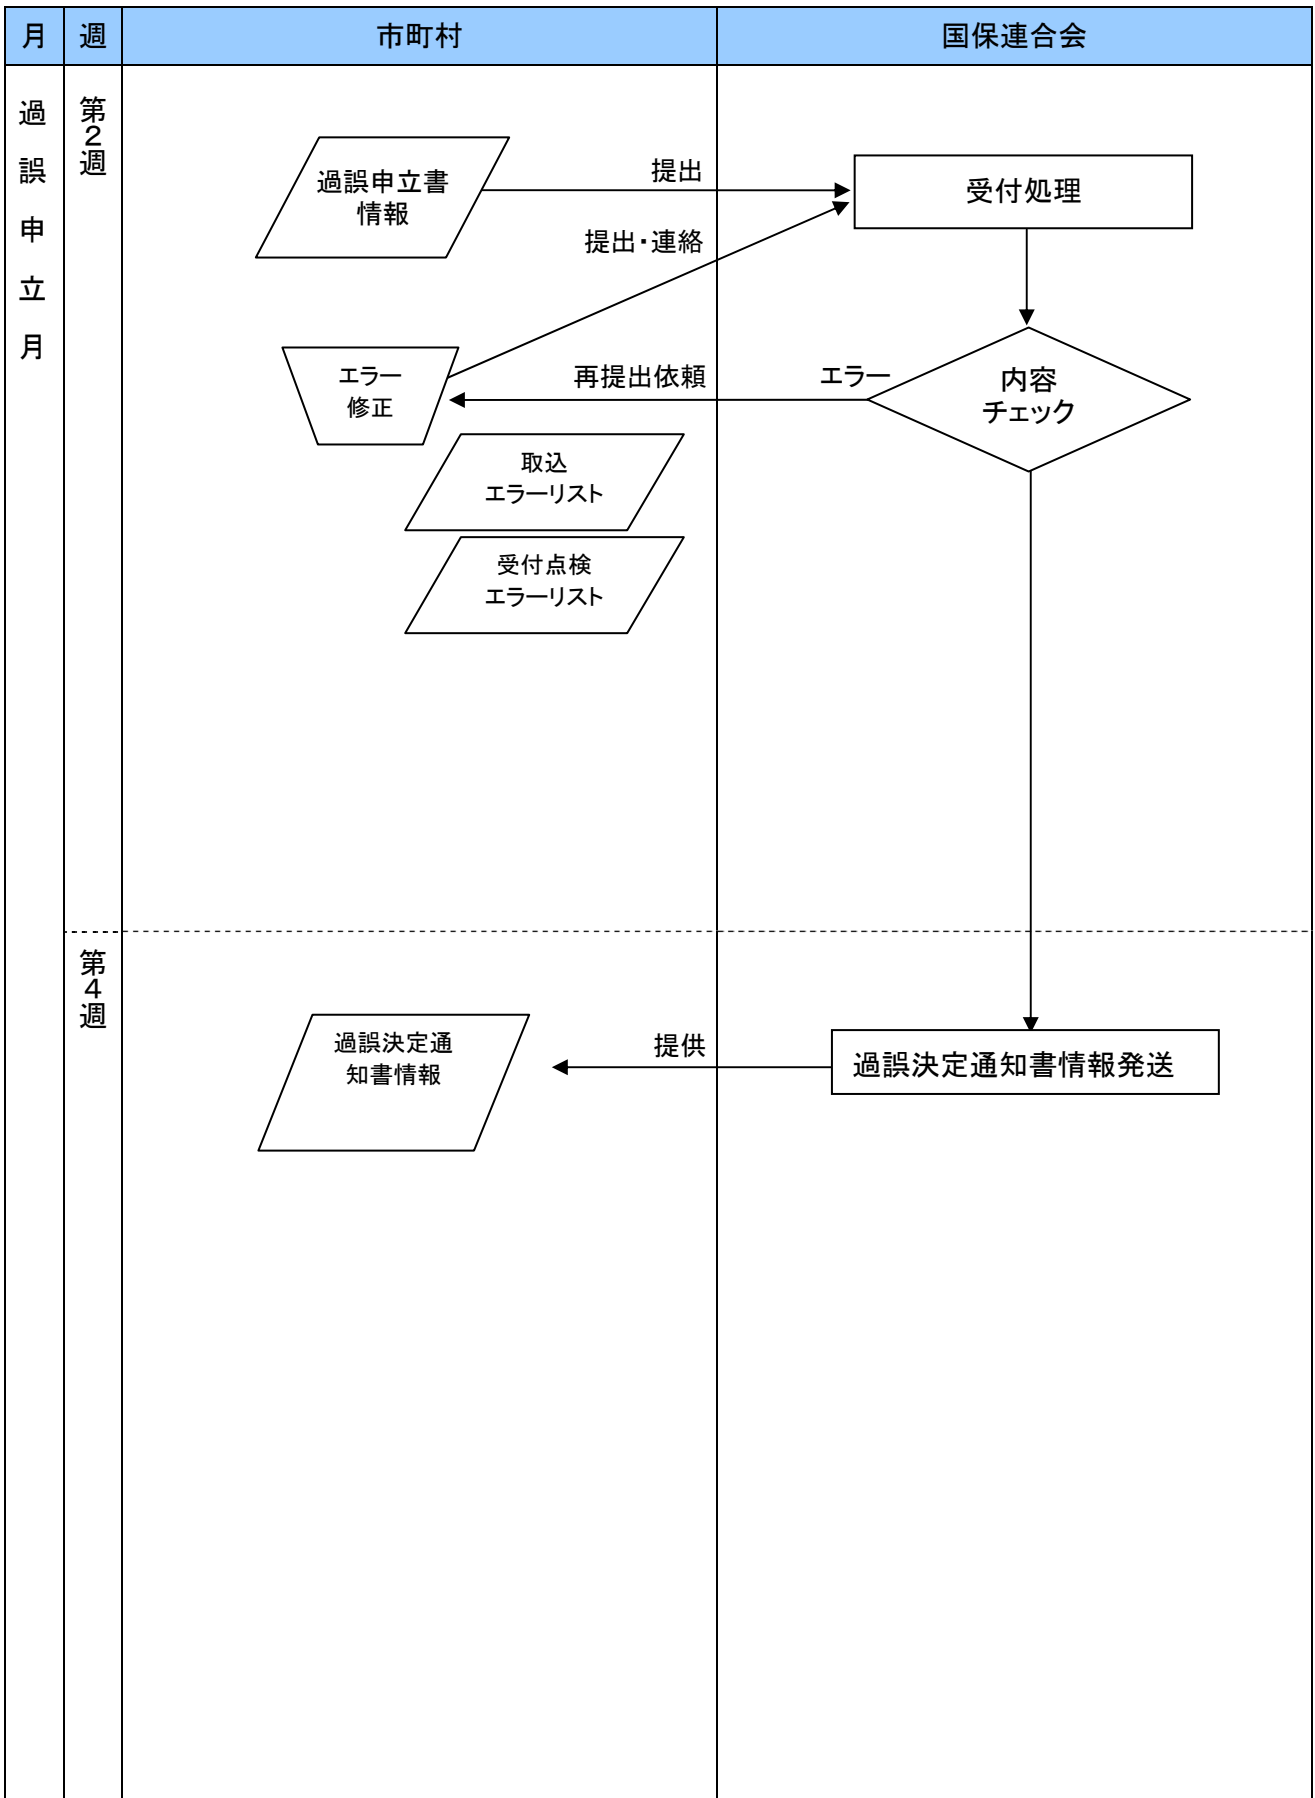 月
週
市町村
国保連合会
過誤申立月
第2週
過誤申立書
情報
提出
受付処理
提出・連絡
エラー
修正
再提出依頼
エラー
内容
チェック
取込
エラーリスト
受付点検
エラーリスト
第4週
過誤決定通
知書情報
提供
過誤決定通知書情報発送